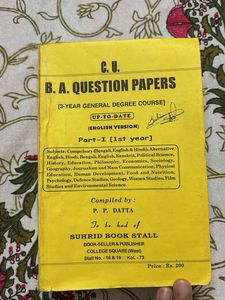 C. U.
B. A. QUESTION PAPERS
[3-YEAR GENERAL DEGREE COURSE]
UP-TO-DATE
(ENGLISH VERSION)
Part-I [1st year]
Subjects: Compulsory (Bengali, English & Hindi), Alternative
English, Hindi, Bengali, English, Sanskrit, Political Science,
History, Education, Philosophy, Economics, Sociology,
Geography, Journalism and Mass Communication, Physical
Education, Human Development, Food and Nutrition,
Psychology, Defence Studies, Geology, Women Studies, Film
Studies and Environmental Science.
Compiled by :
P. P. DATTA
To be had of
SUHRID BOOK STALL
BOOK-SELLER & PUBLISHER
COLLEGE SQUARE (West)
Stall No. - 18 & 19 : Kol. -73
Price : Rs. 200